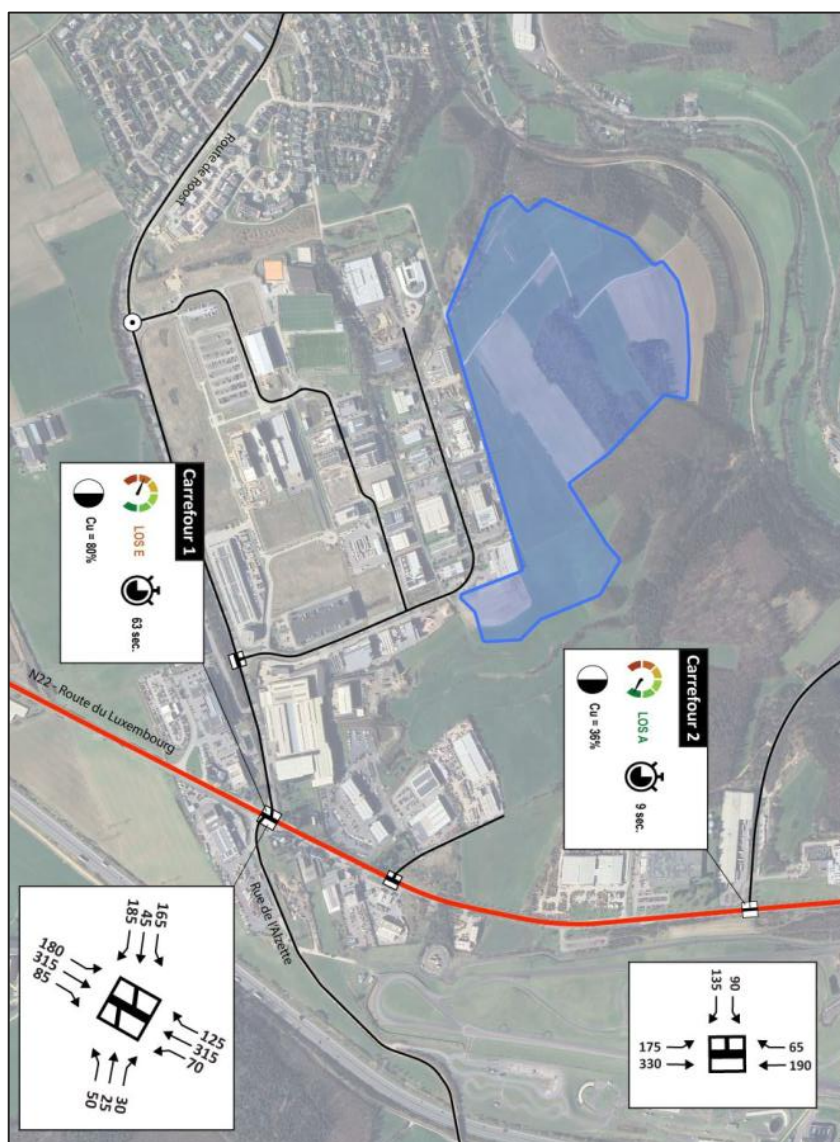 Route de Roost
Carrefour 1
LOS E
63 sec.
Cu = 80%
N22 - Route du Luxembourg
Rue de l'Alzette
Carrefour 2
LOS A
9 sec.
Cu = 36%
165
45
185
180
315
85
125
315
70
30
25
50
90
135
175
330
65
190